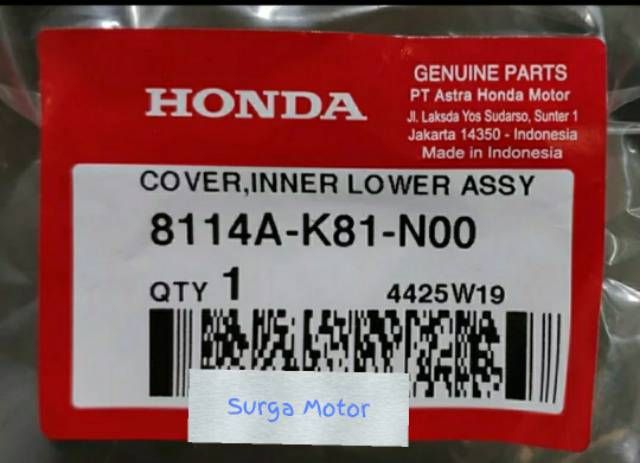 HONDA
GENUINE PARTS
PT Astra Honda Motor
Jl. Laksda Yos Sudarso, Sunter 1
Jakarta 14350 - Indonesia
Made in Indonesia
COVER,INNER LOWER ASSY
8114A-K81-N00
QTY 1
4425W19
Surga Motor